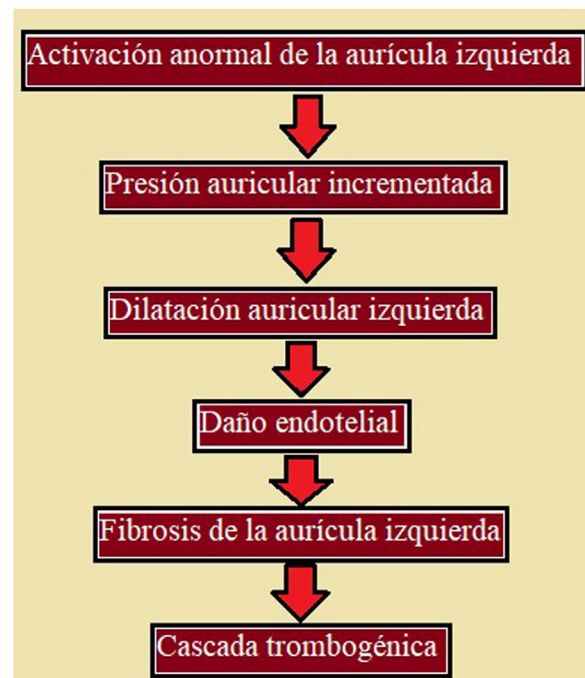 Activación anormal de la aurícula izquierda
Presión auricular incrementada
Dilatación auricular izquierda
Daño endotelial
Fibrosis de la aurícula izquierda
Cascada trombogénica